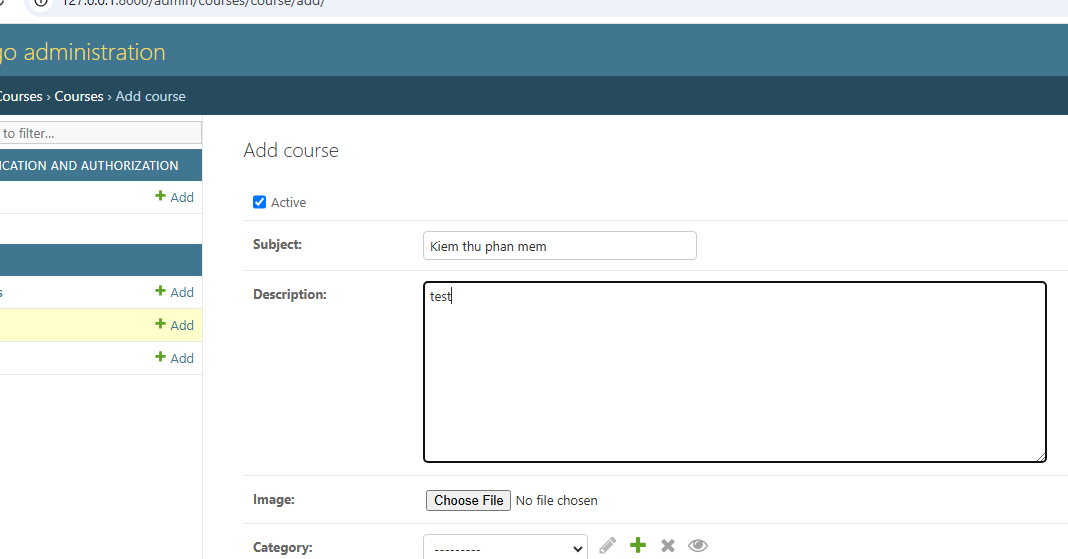 127.0.0.1:8000/admin/courses/course/add/
go administration
Courses › Courses › Add course
to filter...
ICATION AND AUTHORIZATION
Add
s
Add
Add
Add
Add course
Active
Subject:
Kiem thu phan mem
Description:
test
Image:
Choose File No file chosen
Category:
---------